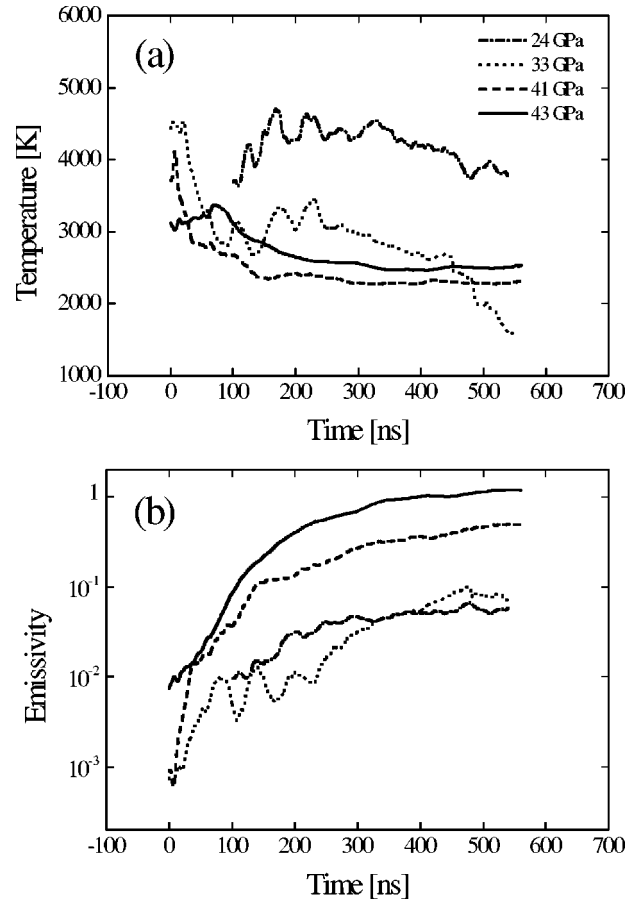 (a)
24 GPa
33 GPa
41 GPa
43 GPa
Temperature [K]
6000
5000
4000
3000
2000
1000
-100 0 100 200 300 400 500 600 700
Time [ns]
(b)
Emissivity
1
10-1
10-2
10-3
-100 0 100 200 300 400 500 600 700
Time [ns]